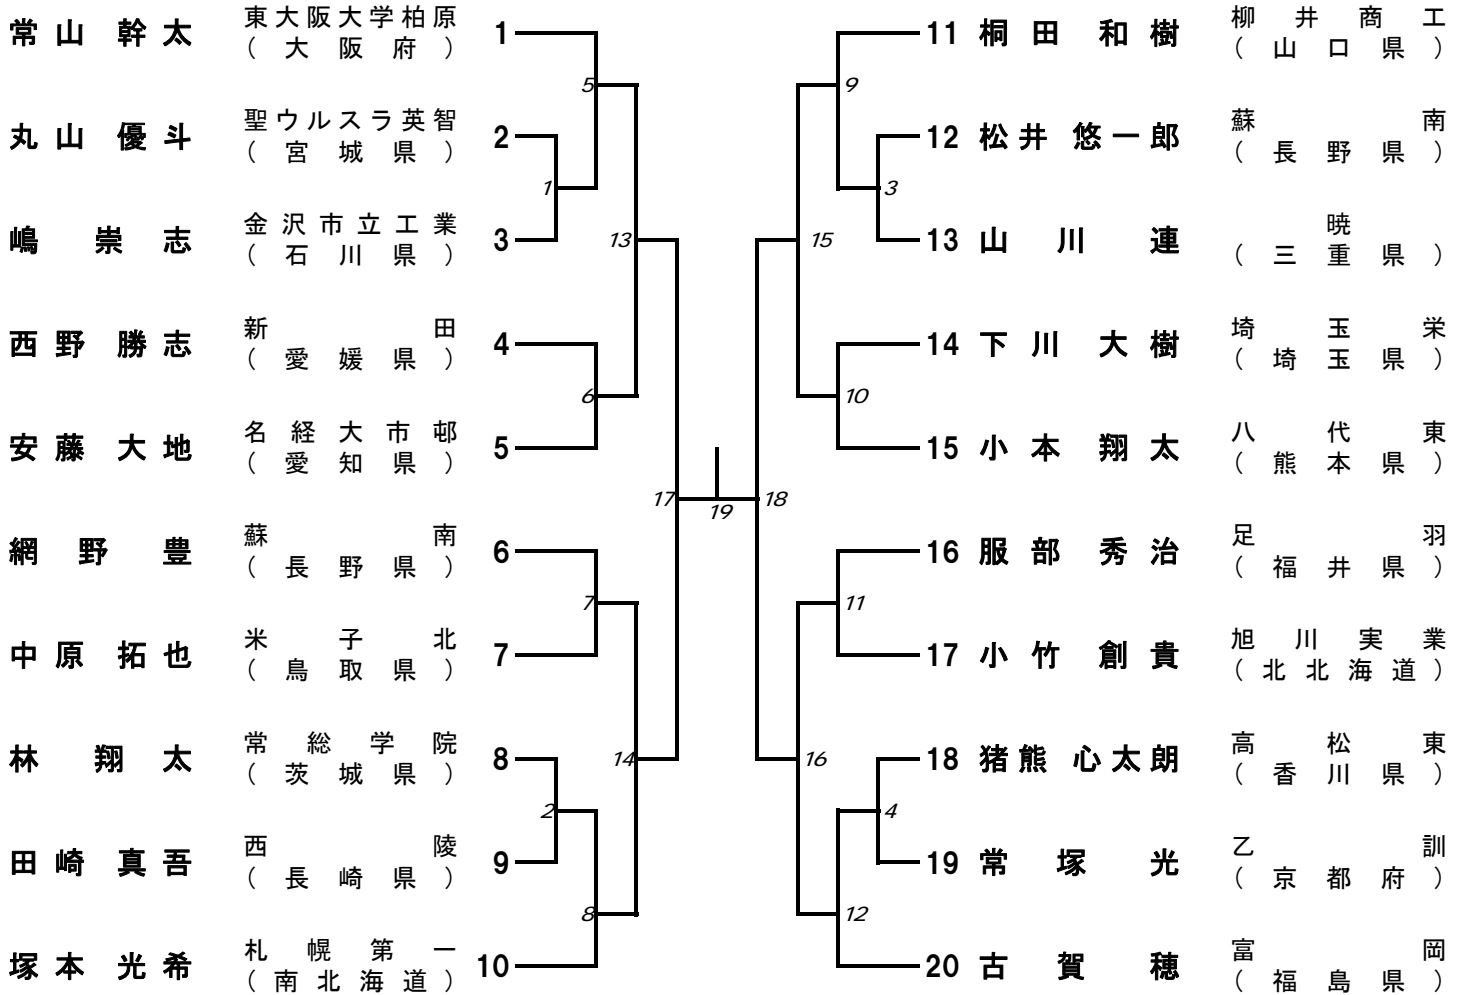 常山 幹太 東大阪大学柏原 1
(大阪府)
丸山 優斗 聖ウルスラ英智 2
(宮城県)
嶋 崇志 金沢市立工業 3
(石川県)
西野 勝志 新田 4
(愛媛県)
安藤 大地 名経大市邨 5
(愛知県)
網野 豊 蘇南 6
(長野県)
中原 拓也 米子北 7
(鳥取県)
林 翔太 常総学院 8
(茨城県)
田崎 真吾 西陵 9
(長崎県)
塚本 光希 札幌第一 10
(南北海道)
5
1
13
6
17
7
14
2
8
19
9
3
15
10
18
11
16
4
12
11 桐田 和樹 柳井商工
(山口県)
12 松井 悠一郎 蘇南
(長野県)
13 山川 連 暁
(三重県)
14 下川 大樹 埼玉栄
(埼玉県)
15 小本 翔太 八代東
(熊本県)
16 服部 秀治 足羽
(福井県)
17 小竹 創貴 旭川実業
(北北海道)
18 猪熊 心太朗 高松東
(香川県)
19 常塚 光 乙訓
(京都府)
20 古賀 穂 富岡
(福島県)